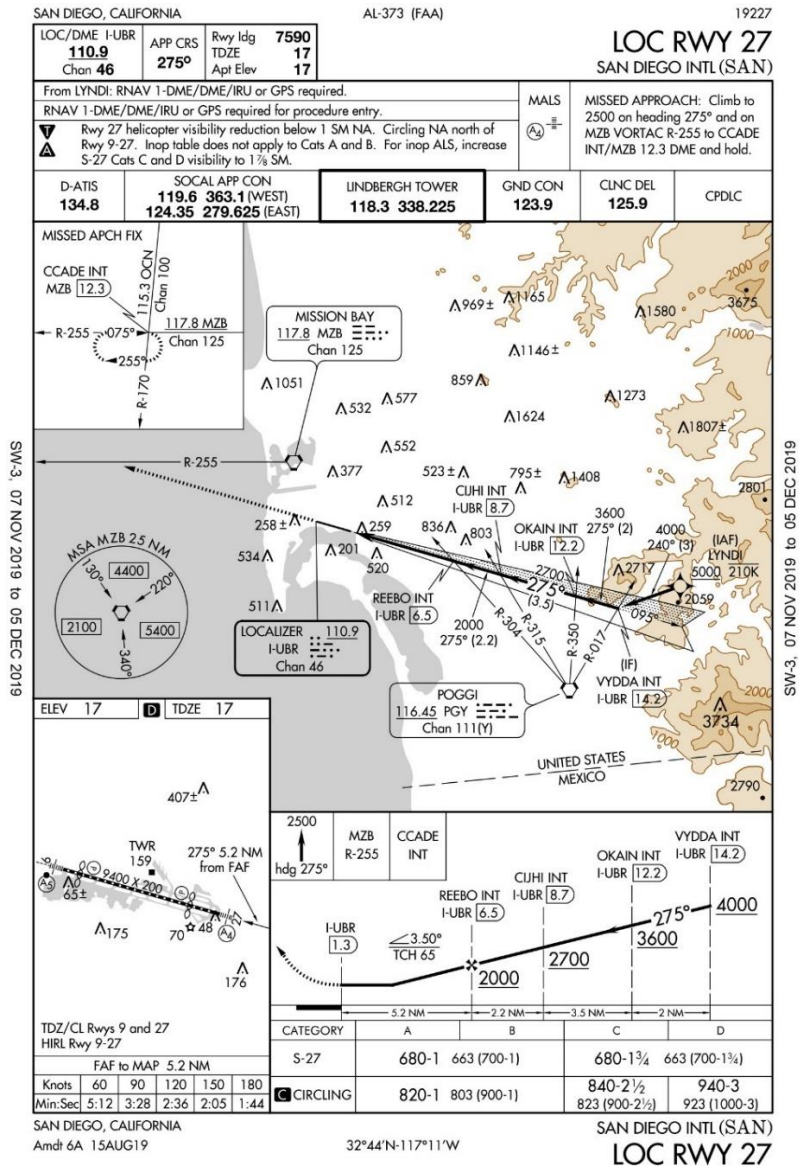 SAN DIEGO, CALIFORNIA
AL-373 (FAA)
19227
LOC/DME I-UBR
110.9
Chan 46
APP CRS
275°
Rwy ldg 7590
TDZE 17
Apt Elev 17
LOC RWY 27
SAN DIEGO INTL (SAN)
From LYNDI: RNAV 1-DME/DME/IRU or GPS required.
RNAV 1-DME/DME/IRU or GPS required for procedure entry.
T
A
Rwy 27 helicopter visibility reduction below 1 SM NA. Circling NA north of
Rwy 9-27. Inop table does not apply to Cats A and B. For inop ALS, increase
S-27 Cats C and D visibility to 1⅞ SM.
MALS
A4
MISSED APPROACH: Climb to
2500 on heading 275° and on
MZB VORTAC R-255 to CCADE
INT/MZB 12.3 DME and hold.
D-ATIS
134.8
SOCAL APP CON
119.6 363.1 (WEST)
124.35 279.625 (EAST)
LINDBERGH TOWER
118.3 338.225
GND CON
123.9
CLNC DEL
125.9
CPDLC
MISSED APCH FIX
CCADE INT
MZB 12.3
115.3 OCN
Chan 100
R-255
075°
255°
117.8 MZB
Chan 125
R-170
MISSION BAY
117.8 MZB
Chan 125
969±
1165
1580
2000
3675
1000
1146±
859
1051
532
577
1624
1273
1807±
552
R-255
377
523±
795±
1408
2801
CIJHI INT
I-UBR 8.7
512
258±
259
836
803
OKAIN INT
I-UBR 12.2
3600
275° (2)
4000
240° (3)
(IAF)
LYNDI
5000 210K
2717
2059
534
201
520
2700
275°
(3.5)
095°
REEBO INT
I-UBR 6.5
511
2000
275° (2.2)
R-304
R-315
R-350
R-017
(IF)
VYDDA INT
I-UBR 14.2
MSA MZB 25 NM
130°
4400
220°
2100
5400
340°
LOCALIZER 110.9
I-UBR
Chan 46
POGGI
116.45 PGY
Chan 111(Y)
2000
3734
1000
UNITED STATES
MEXICO
2790
SW-3, 07 NOV 2019 to 05 DEC 2019
SW-3, 07 NOV 2019 to 05 DEC 2019
ELEV 17
D
TDZE 17
407±
TWR
159
275° 5.2 NM
from FAF
9
9400 X 200
P
A5
65±
175
70
48
27
A4
176
TDZ/CL Rwys 9 and 27
HIRL Rwy 9-27
FAF to MAP 5.2 NM
Knots 60 90 120 150 180
Min:Sec 5:12 3:28 2:36 2:05 1:44
2500
hdg 275°
MZB
R-255
CCADE
INT
VYDDA INT
I-UBR 14.2
OKAIN INT
I-UBR 12.2
CIJHI INT
I-UBR 8.7
REEBO INT
I-UBR 6.5
I-UBR
1.3
3.50°
TCH 65
275°
4000
3600
2700
2000
5.2 NM
2.2 NM
3.5 NM
2 NM
CATEGORY A B C D
S-27 680-1 663 (700-1) 680-1¾ 663 (700-1¾)
C CIRCLING 820-1 803 (900-1) 840-2½ 823 (900-2½) 940-3 923 (1000-3)
SAN DIEGO, CALIFORNIA
Amdt 6A 15AUG19
32°44'N-117°11'W
SAN DIEGO INTL (SAN)
LOC RWY 27